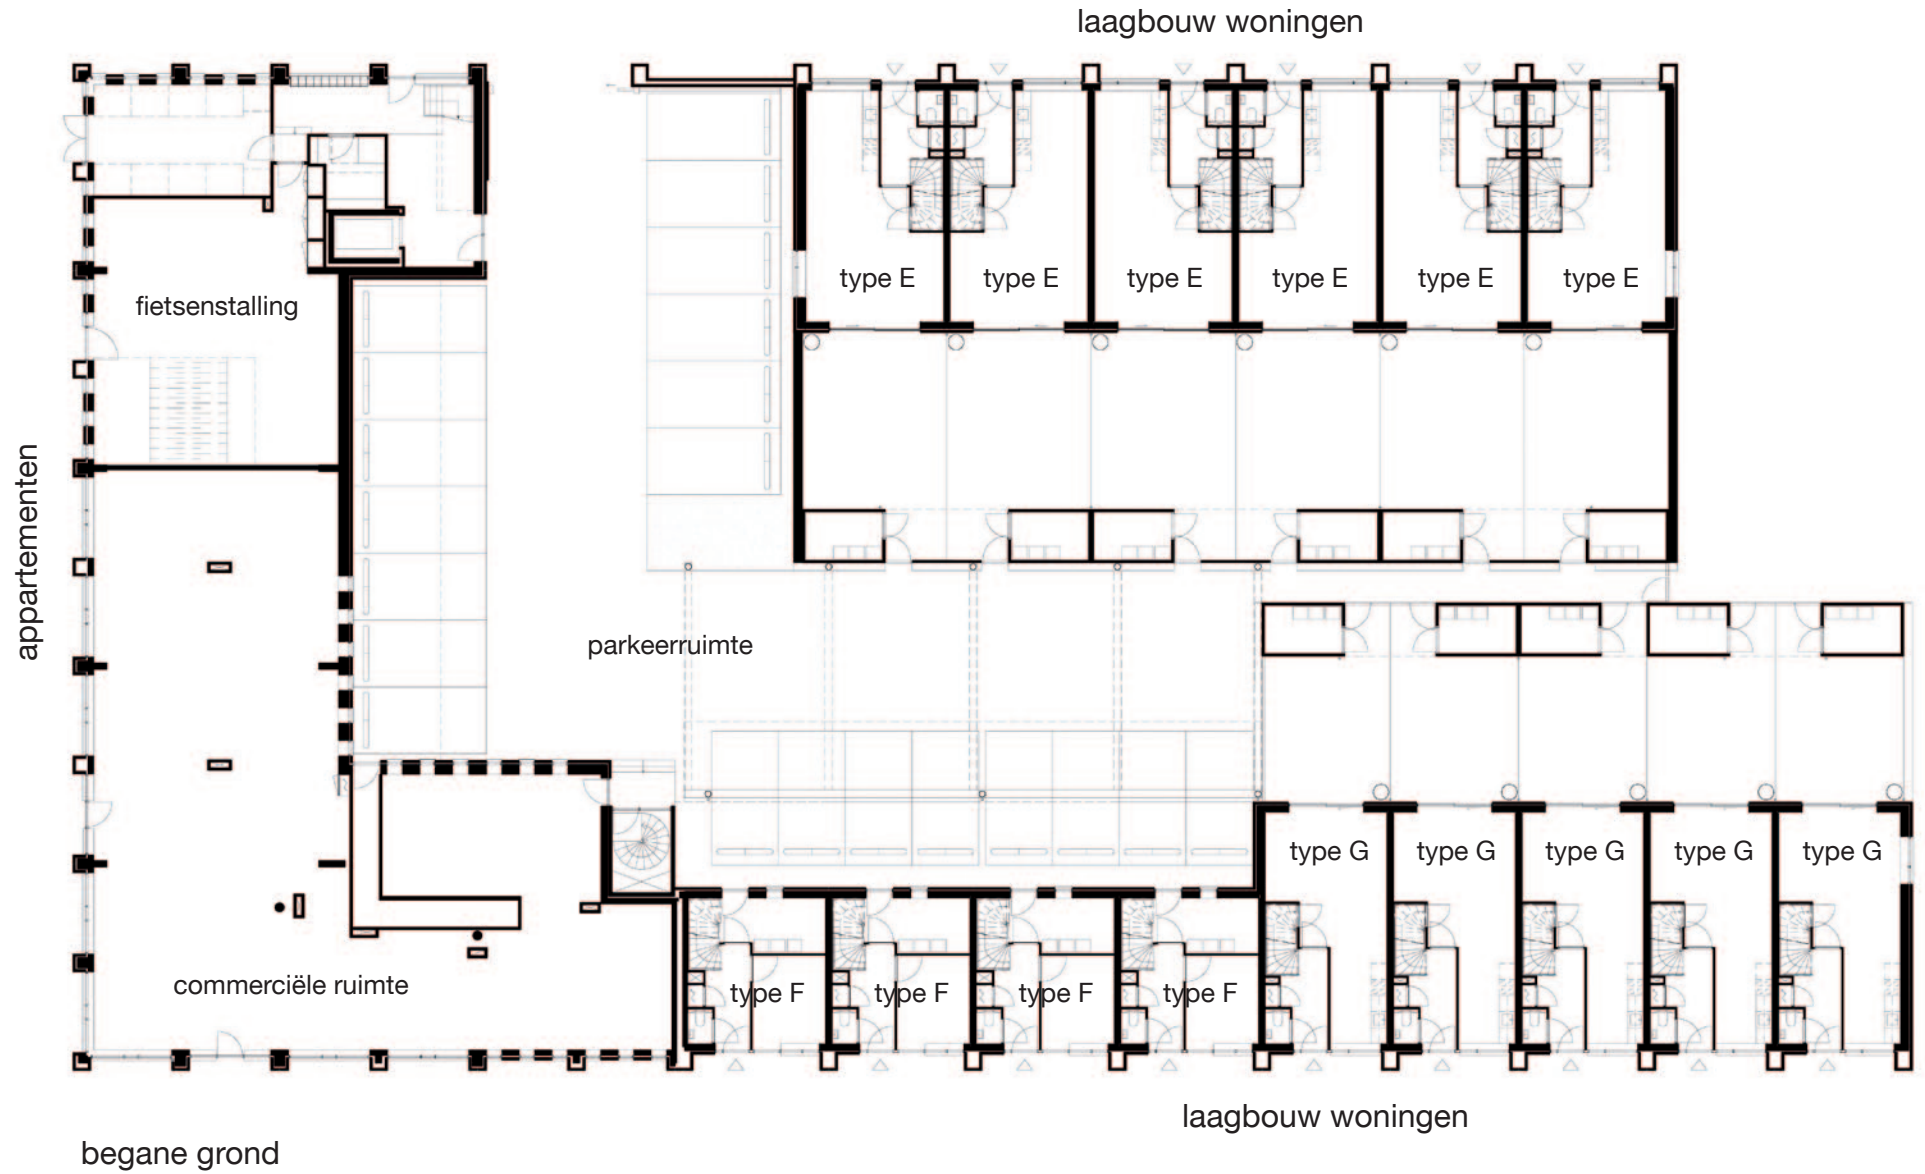 laagbouw woningen
type E
type E
type E
type E
type E
type E
fietsenstalling
appartementen
parkeerruimte
type G
type G
type G
type G
type G
commerciële ruimte
type F
type F
type F
type F
laagbouw woningen
begane grond